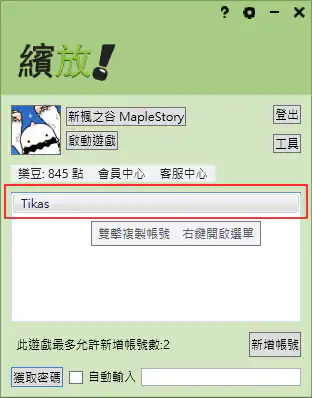 ?
繽放!
新楓之谷 MapleStory
登出
啟動遊戲
工具
樂豆: 845 點 會員中心 客服中心
Tikas
雙擊複製帳號 右鍵開啟選單
此遊戲最多允許新增帳號數:2
新增帳號
獲取密碼 自動輸入